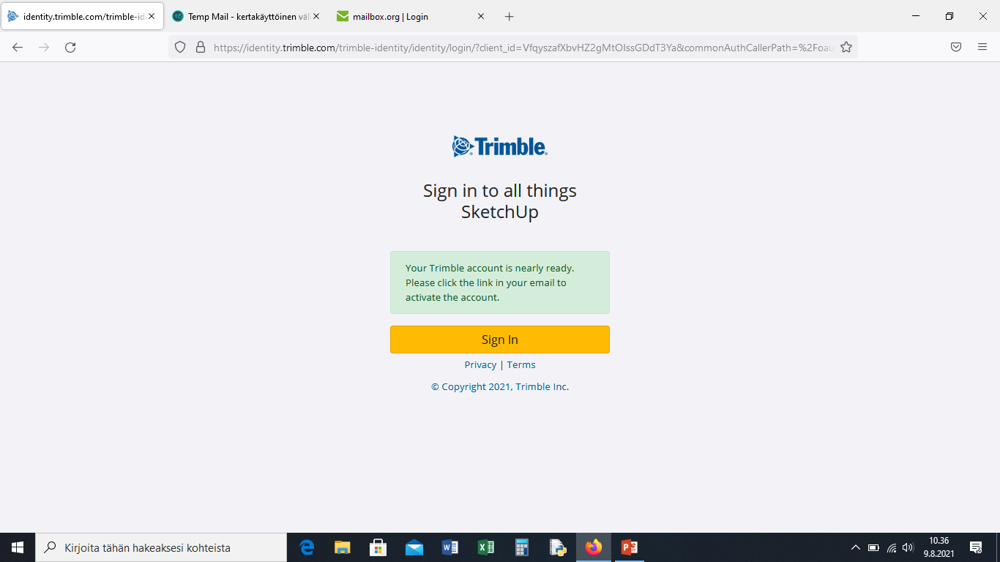 identity.trimble.com/trimble-id
Temp Mail - kertakäyttöinen väl
mailbox.org | Login
https://identity.trimble.com/trimble-identity/identity/login/?client_id=VfqyszafXbvHZ2gMtOIssGDdT3Ya&commonAuthCallerPath=%2Foau
Trimble
Sign in to all things
SketchUp
Your Trimble account is nearly ready.
Please click the link in your email to
activate the account.
Sign In
Privacy | Terms
© Copyright 2021, Trimble Inc.
Kirjoita tähän hakeaksesi kohteista
10.36
9.8.2021